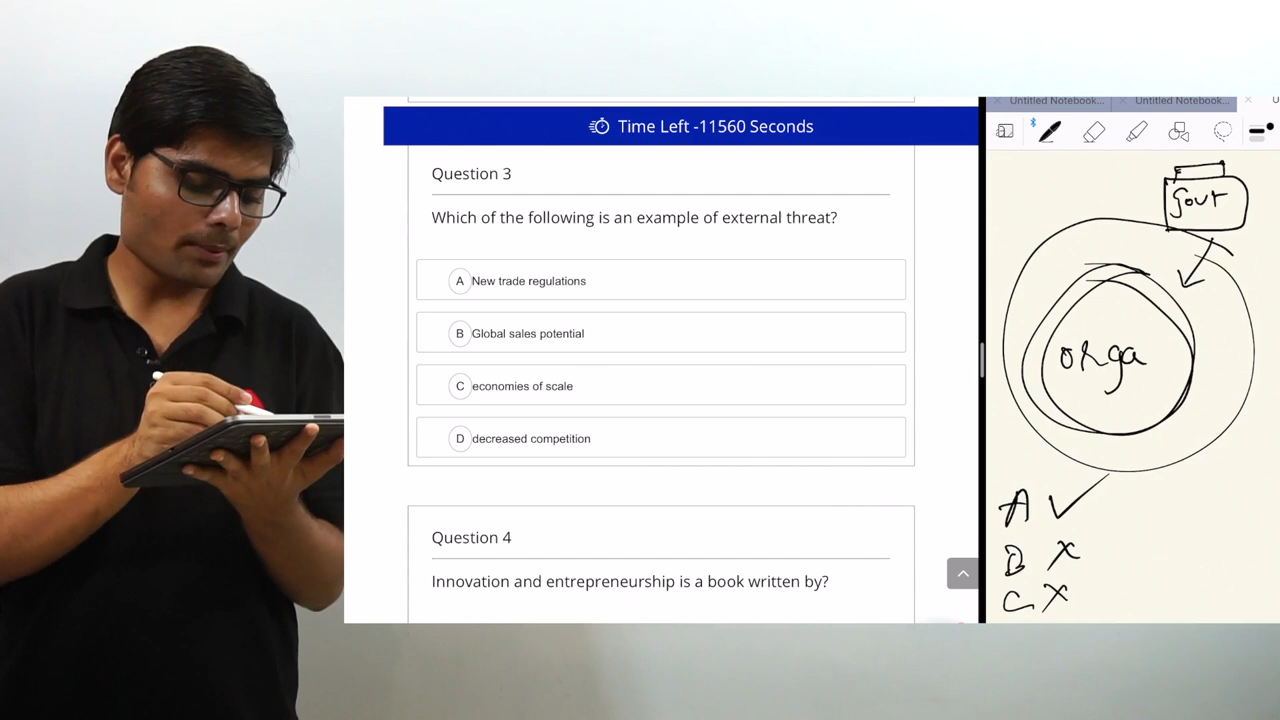 Time Left -11560 Seconds
Question 3
Which of the following is an example of external threat?
A New trade regulations
B Global sales potential
C economies of scale
D decreased competition
Question 4
Innovation and entrepreneurship is a book written by?
Untitled Notebook...
Untitled Notebook...
Govt
orga
A ✓
B X
C X